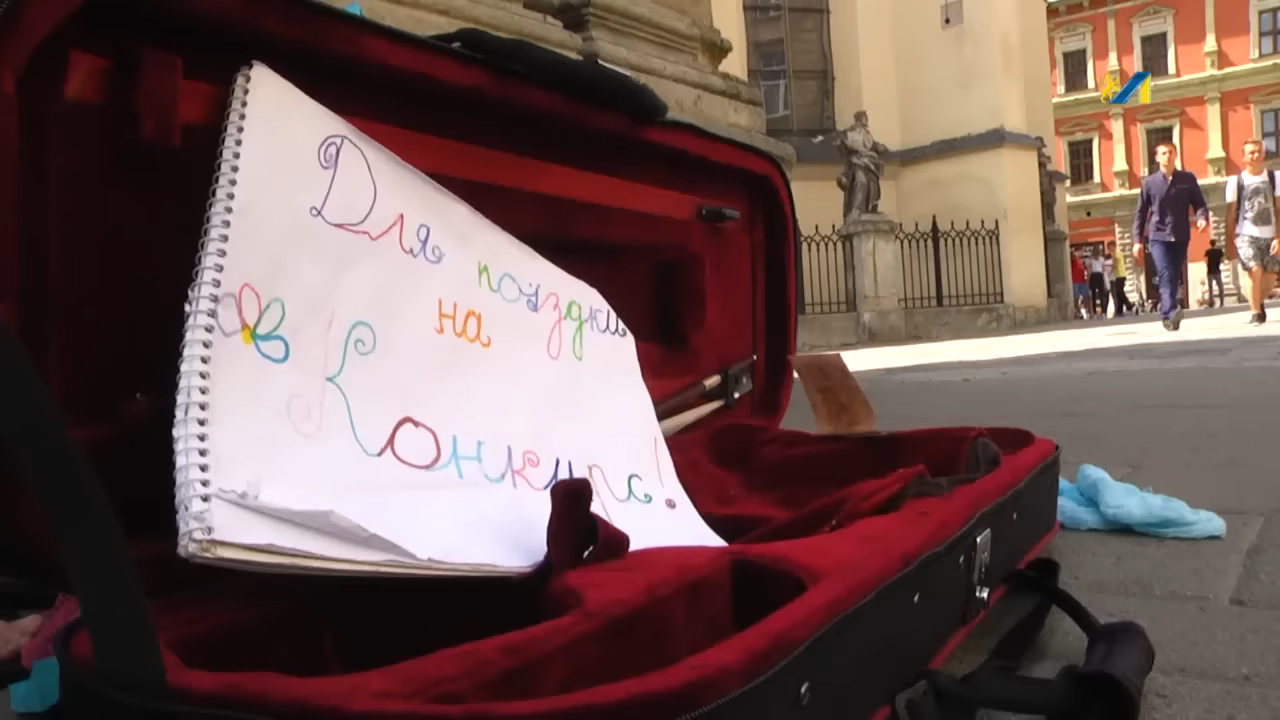 Для поїздки
на
Конкурс!